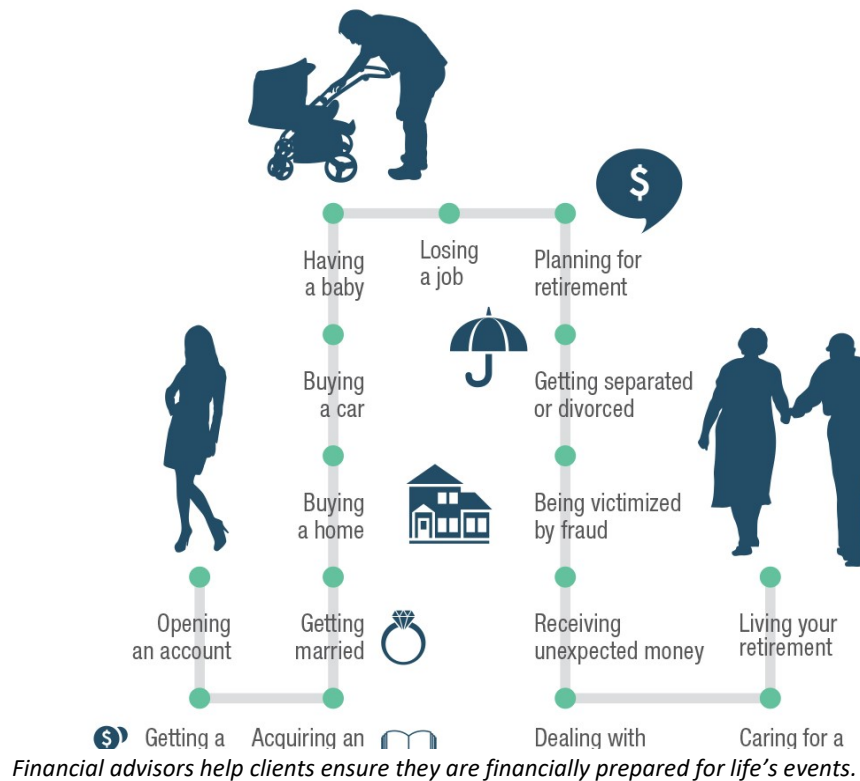 $
Having
a baby
Losing
a job
Planning for
retirement
Buying
a car
Getting separated
or divorced
Buying
a home
Being victimized
by fraud
Opening
an account
Getting
married
Receiving
unexpected money
Living your
retirement
$ Getting a
Acquiring an
Dealing with
Caring for a
Financial advisors help clients ensure they are financially prepared for life's events.